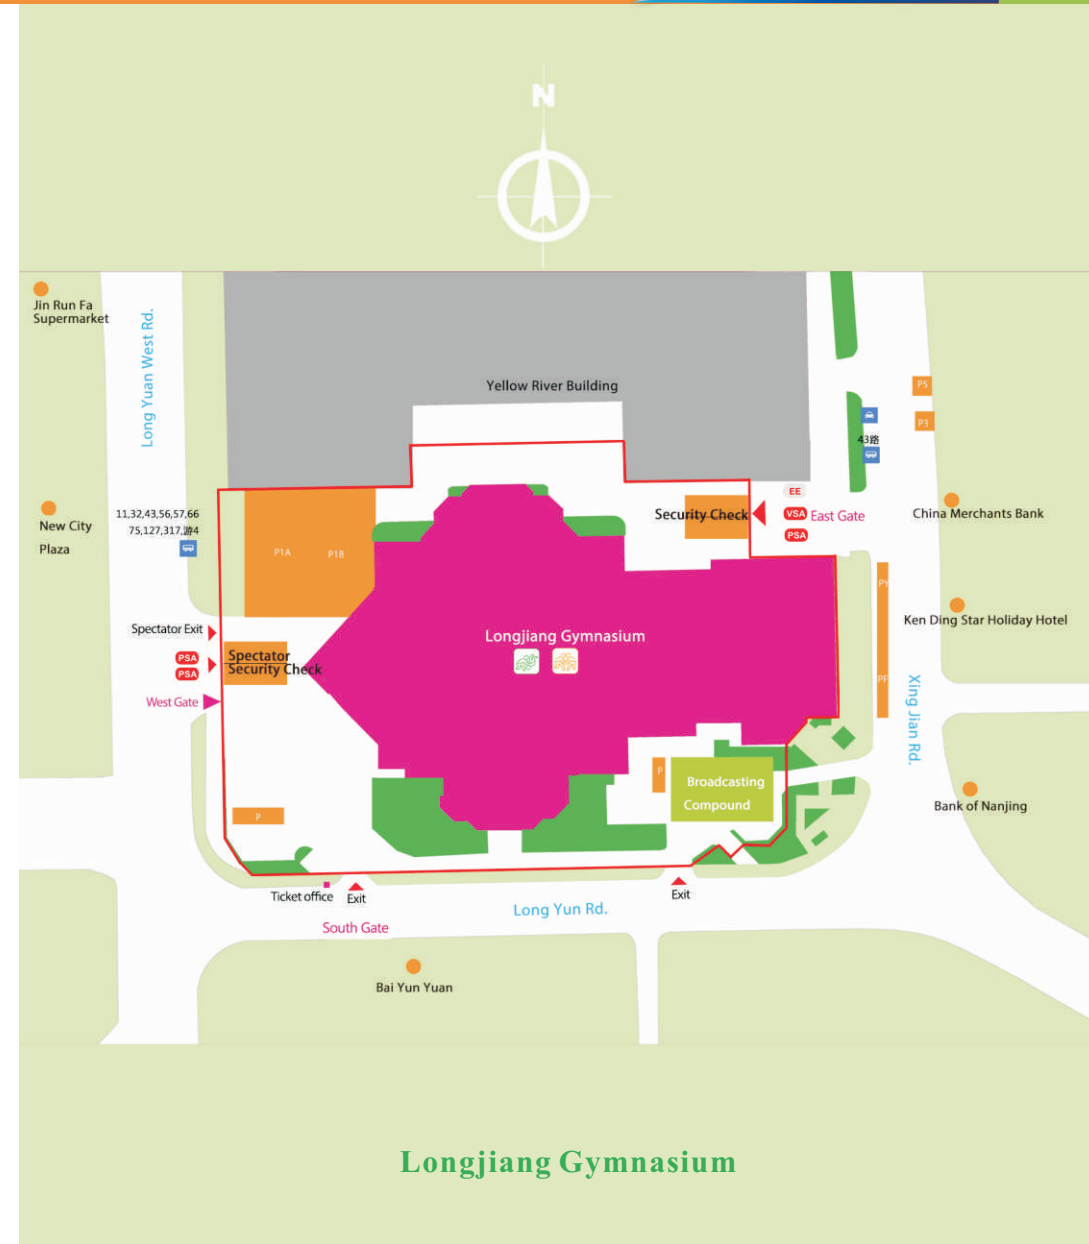 N
Jin Run Fa
Supermarket
Long Yuan West Rd.
Yellow River Building
P5
P3
43路
11,32,43,56,57,66
75,127,317,游4
New City
Plaza
P1A
P1B
Security Check
EE
VSA
PSA
East Gate
China Merchants Bank
PY
Ken Ding Star Holiday Hotel
Spectator Exit
PSA
PSA
Spectator
Security Check
West Gate
Longjiang Gymnasium
PF
Xing Jian Rd.
P
Broadcasting
Compound
P
Bank of Nanjing
Ticket office
Exit
Exit
South Gate
Long Yun Rd.
Bai Yun Yuan
Longjiang Gymnasium